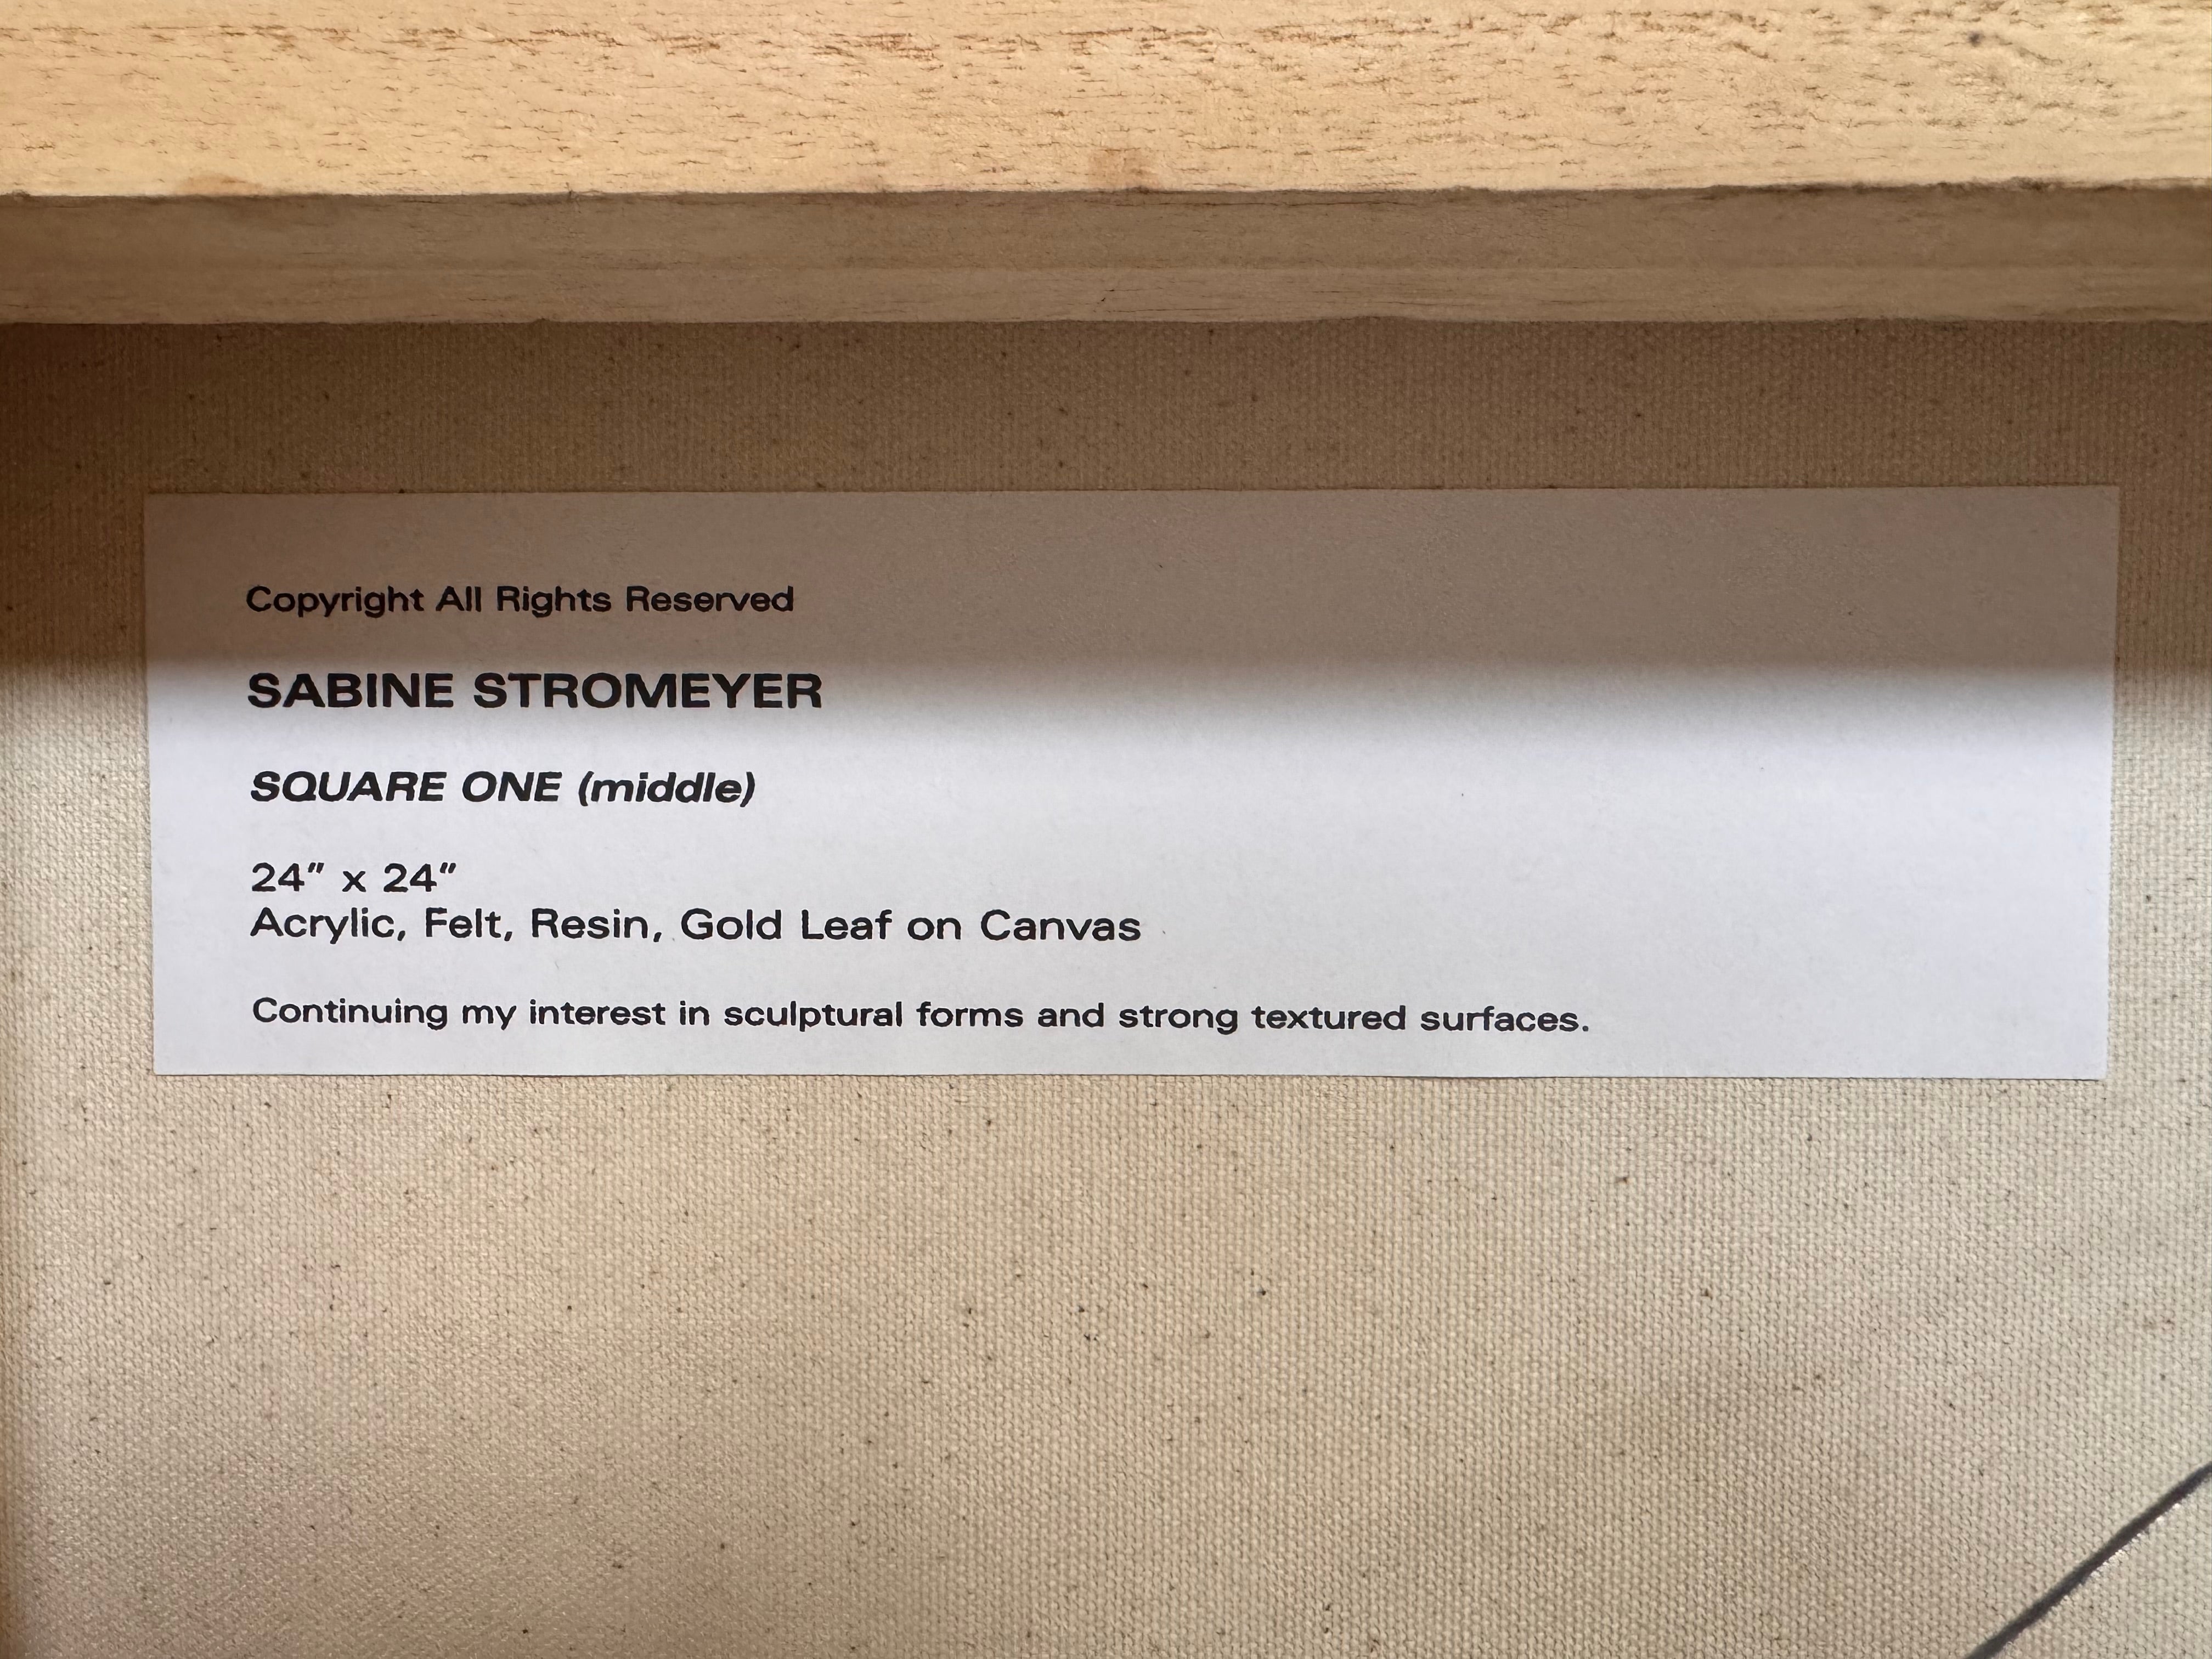 Copyright All Rights Reserved
SABINE STROMEYER
SQUARE ONE (middle)
24" x 24"
Acrylic, Felt, Resin, Gold Leaf on Canvas
Continuing my interest in sculptural forms and strong textured surfaces.